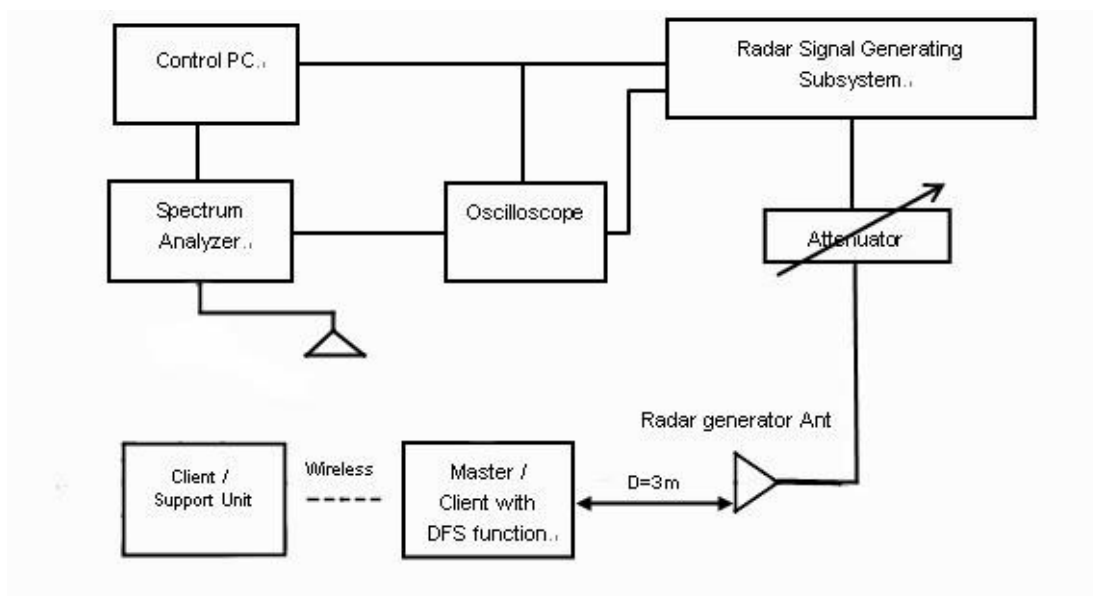 Control PC.
Radar Signal Generating
Subsystem.
Spectrum
Analyzer.
Oscilloscope
Attenuator
Radar generator Ant
Client /
Support Unit
Wireless
Master /
Client with
DFS function.
D=3m